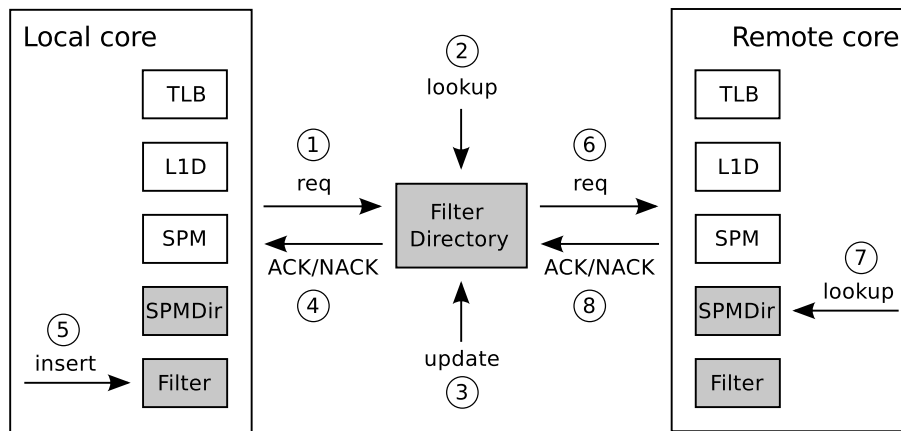 Local core
TLB
L1D
SPM
SPMDir
Filter
5
insert
1
req
ACK/NACK
4
2
lookup
Filter
Directory
update
3
6
req
ACK/NACK
8
Remote core
TLB
L1D
SPM
SPMDir
Filter
7
lookup